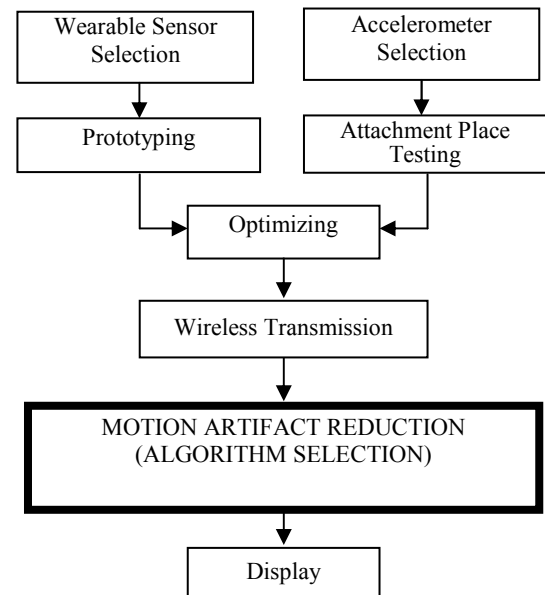 Wearable Sensor
Selection
Accelerometer
Selection
Prototyping
Attachment Place
Testing
Optimizing
Wireless Transmission
MOTION ARTIFACT REDUCTION
(ALGORITHM SELECTION)
Display